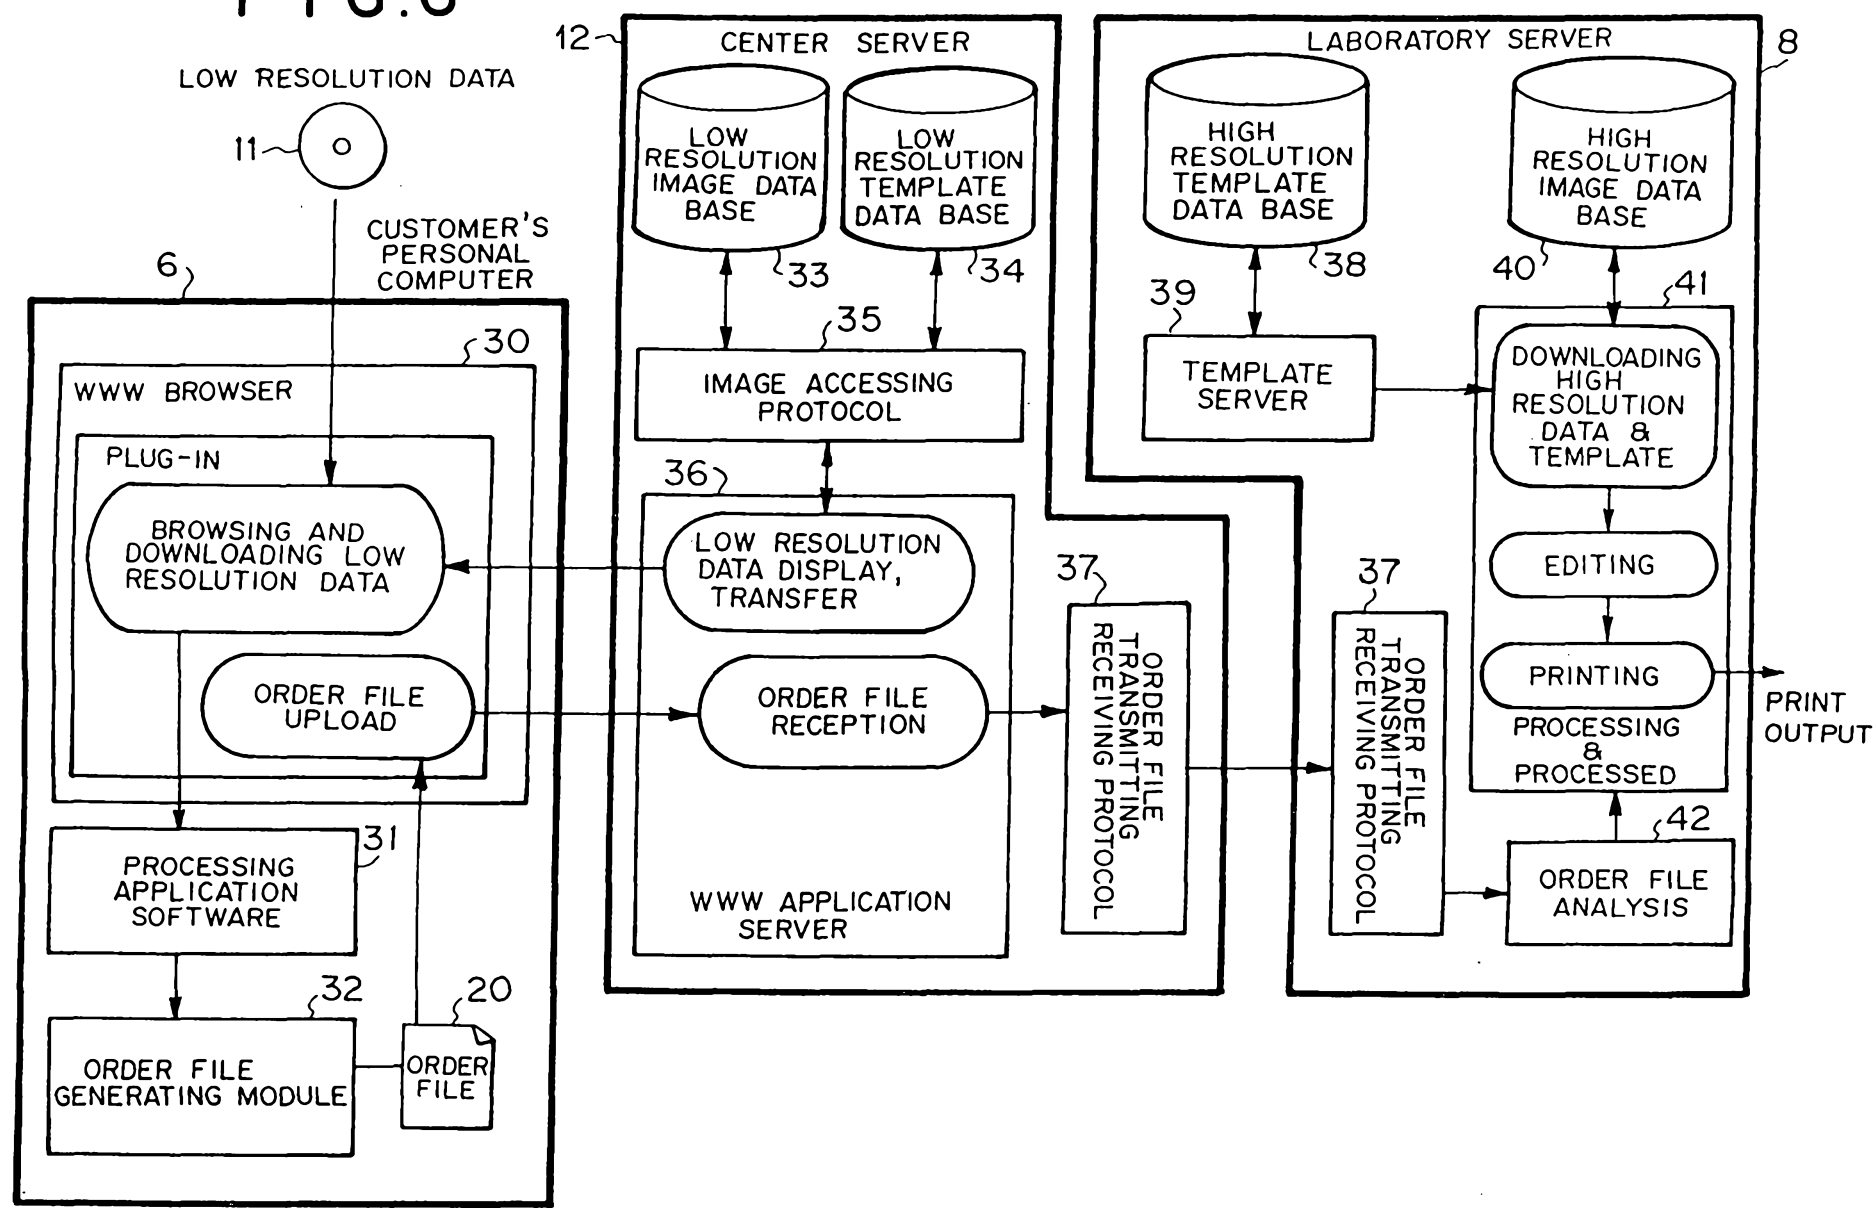 LOW RESOLUTION DATA
11
CUSTOMER'S
PERSONAL
COMPUTER
6
30
WWW BROWSER
PLUG-IN
BROWSING AND
DOWNLOADING LOW
RESOLUTION DATA
ORDER FILE
UPLOAD
31
PROCESSING
APPLICATION
SOFTWARE
32
ORDER FILE
GENERATING MODULE
20
ORDER
FILE
12
CENTER SERVER
LOW
RESOLUTION
IMAGE DATA
BASE
33
LOW
RESOLUTION
TEMPLATE
DATA BASE
34
35
IMAGE ACCESSING
PROTOCOL
36
LOW RESOLUTION
DATA DISPLAY,
TRANSFER
ORDER FILE
RECEPTION
WWW APPLICATION
SERVER
37
ORDER FILE
TRANSMITTING
RECEIVING PROTOCOL
LABORATORY SERVER
8
HIGH
RESOLUTION
TEMPLATE
DATA BASE
38
HIGH
RESOLUTION
IMAGE DATA
BASE
40
39
TEMPLATE
SERVER
41
DOWNLOADING
HIGH
RESOLUTION
DATA &
TEMPLATE
EDITING
PRINTING
PROCESSING
&
PROCESSED
PRINT
OUTPUT
37
ORDER FILE
TRANSMITTING
RECEIVING PROTOCOL
42
ORDER FILE
ANALYSIS